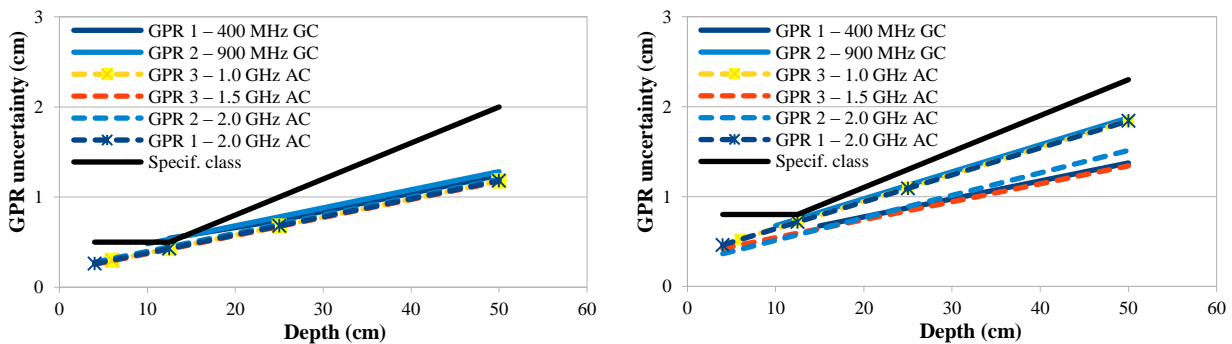 GPR uncertainty (cm)
3
2
1
0
GPR 1 – 400 MHz GC
GPR 2 – 900 MHz GC
GPR 3 – 1.0 GHz AC
GPR 3 – 1.5 GHz AC
GPR 2 – 2.0 GHz AC
GPR 1 – 2.0 GHz AC
Specif. class
0 10 20 30 40 50 60
Depth (cm)
GPR uncertainty (cm)
3
2
1
0
GPR 1 – 400 MHz GC
GPR 2 – 900 MHz GC
GPR 3 – 1.0 GHz AC
GPR 3 – 1.5 GHz AC
GPR 2 – 2.0 GHz AC
GPR 1 – 2.0 GHz AC
Specif. class
0 10 20 30 40 50 60
Depth (cm)